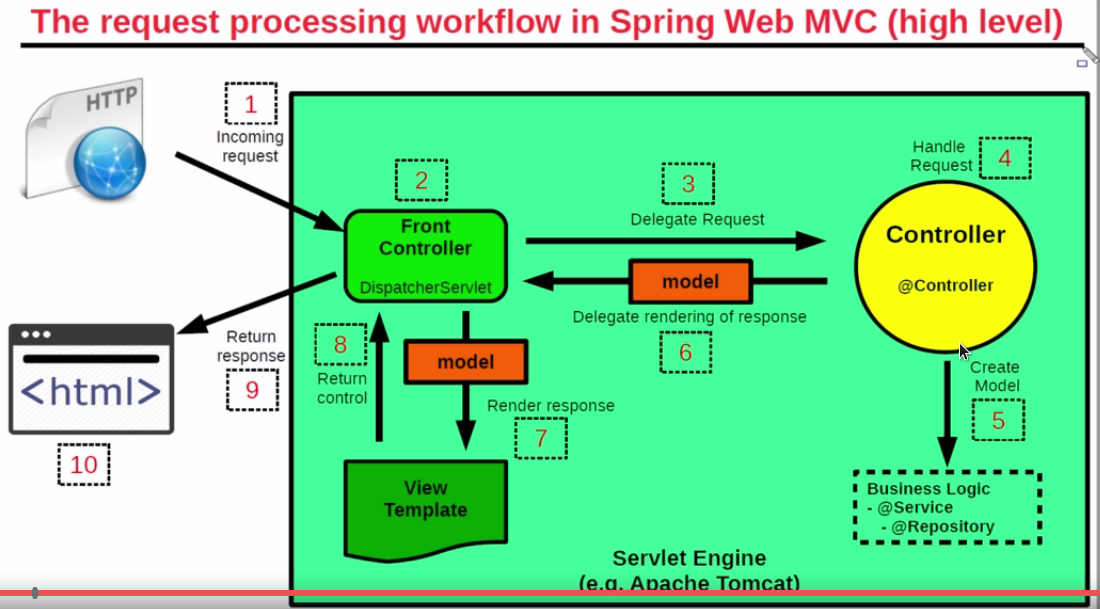 The request processing workflow in Spring Web MVC (high level)
HTTP
1
Incoming
request
2
Front
Controller
DispatcherServlet
3
Delegate Request
Handle
Request
4
Controller
@Controller
model
Delegate rendering of response
6
Create
Model
5
Business Logic
- @Service
- @Repository
model
Render response
7
8
Return
control
View
Template
Return
response
9
<html>
10
Servlet Engine
(e.g. Apache Tomcat)